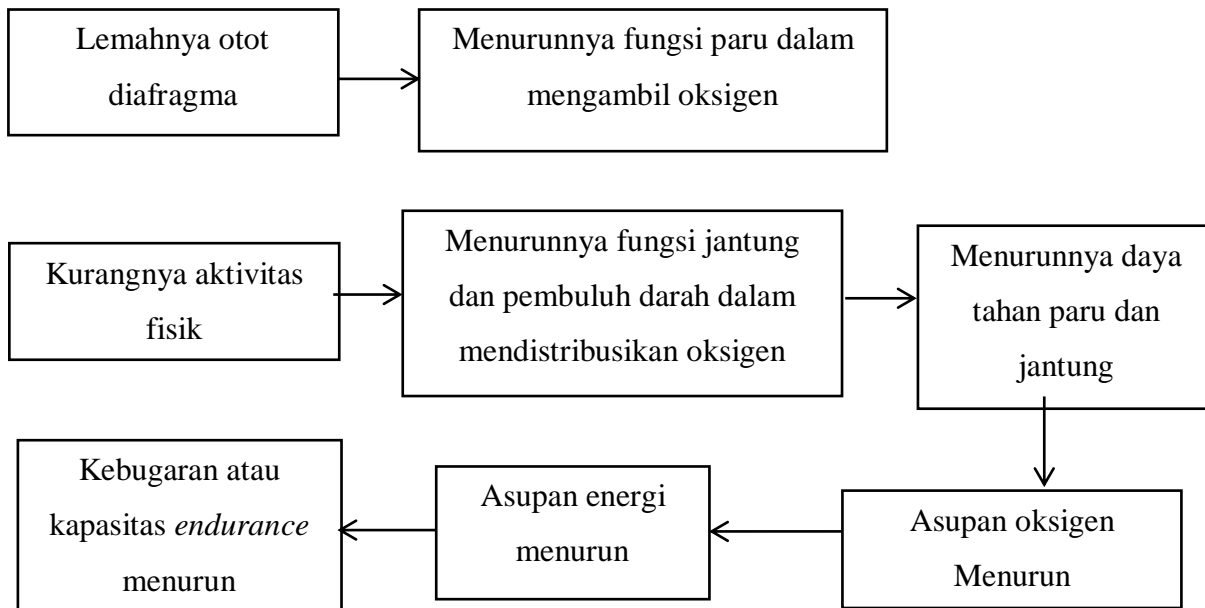 Lemahnya otot
diafragma
Menurunnya fungsi paru dalam
mengambil oksigen
Kurangnya aktivitas
fisik
Menurunnya fungsi jantung
dan pembuluh darah dalam
mendistribusikan oksigen
Menurunnya daya
tahan paru dan
jantung
Kebugaran atau
kapasitas endurance
menurun
Asupan energi
menurun
Asupan oksigen
Menurun